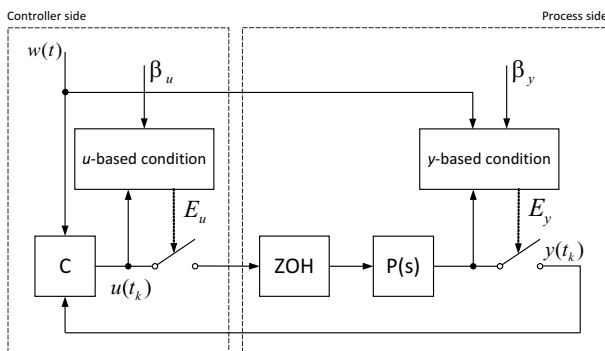 Controller side
Process side
w(t)
β_u
β_y
u-based condition
y-based condition
E_u
E_y
C
u(t_k)
ZOH
P(s)
y(t_k)